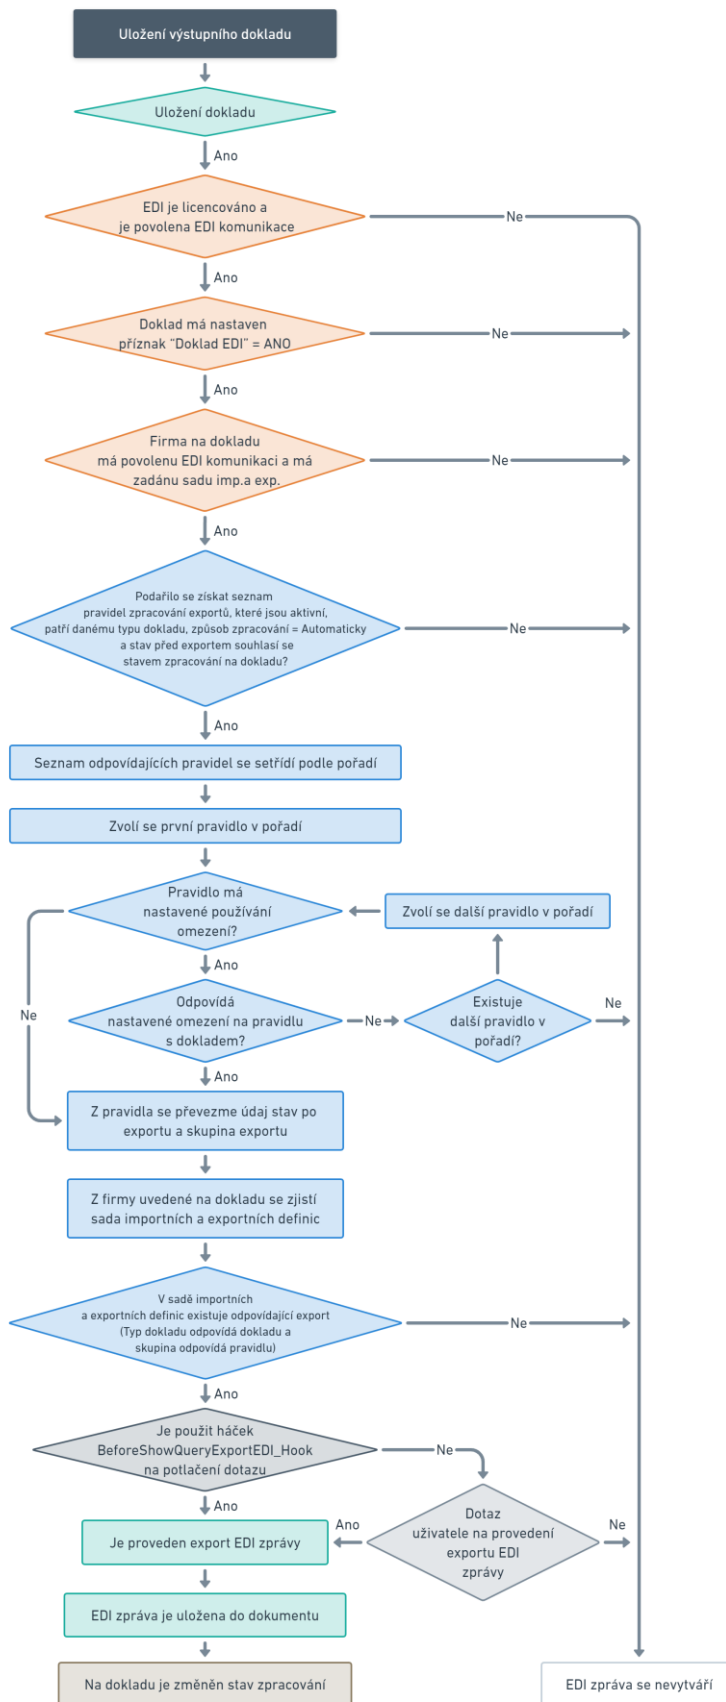 Uložení výstupního dokladu
Uložení dokladu
Ano
EDI je licencováno a
je povolena EDI komunikace
Ne
Ano
Doklad má nastaven
příznak "Doklad EDI" = ANO
Ne
Ano
Firma na dokladu
má povolenu EDI komunikaci a má
zadánu sadu imp.a exp.
Ne
Ano
Podařilo se získat seznam
pravidel zpracování exportů, které jsou aktivní,
patří danému typu dokladu, způsob zpracování = Automaticky
a stav před exportem souhlasí se
stavem zpracování na dokladu?
Ne
Ano
Seznam odpovídajících pravidel se setřídí podle pořadí
Zvolí se první pravidlo v pořadí
Pravidlo má
nastavené používání
omezení?
Zvolí se další pravidlo v pořadí
Ano
Ne
Odpovídá
nastavené omezení na pravidlu
s dokladem?
Ne
Existuje
další pravidlo v
pořadí?
Ne
Ano
Z pravidla se převezme údaj stav po
exportu a skupina exportu
Z firmy uvedené na dokladu se zjistí
sada importních a exportních definic
V sadě importních
a exportních definic existuje odpovídající export
(Typ dokladu odpovídá dokladu a
skupina odpovídá pravidlu)
Ne
Ano
Je použit háček
BeforeShowQueryExportEDI_Hook
na potlačení dotazu
Ne
Ano
Dotaz
uživatele na provedení
exportu EDI
zprávy
Ano
Ne
Je proveden export EDI zprávy
EDI zpráva je uložena do dokumentu
Na dokladu je změněn stav zpracování
EDI zpráva se nevytváří